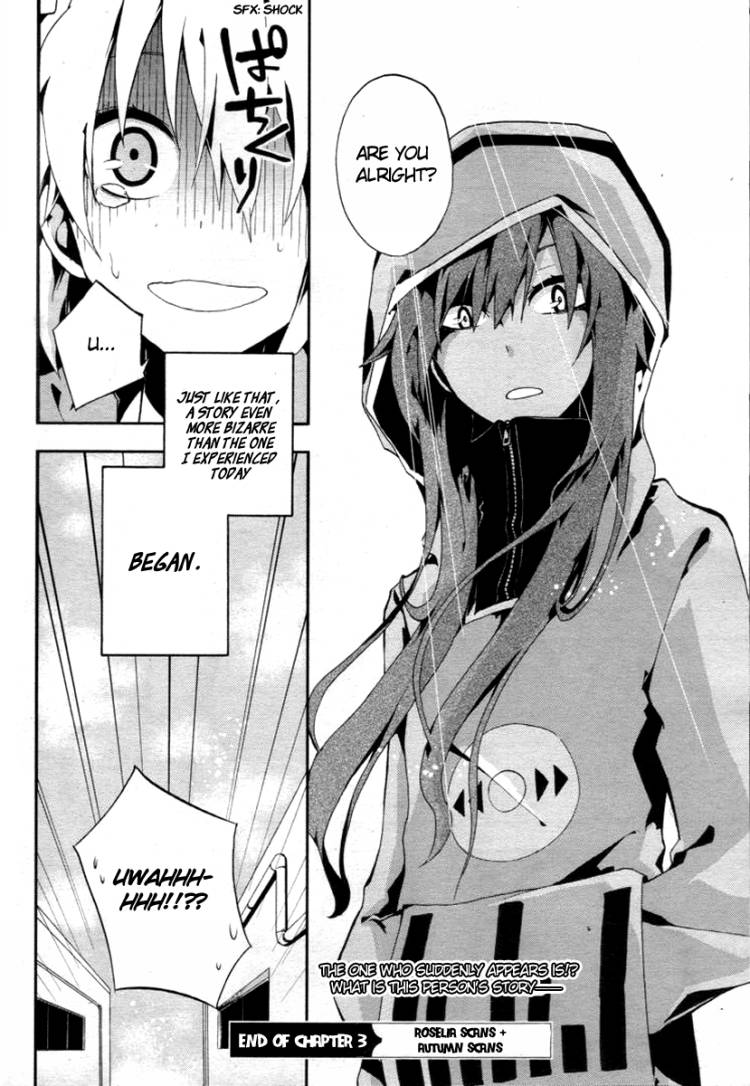 ARE YOU
ALRIGHT?
SFX: SHOCK
ぱちくり
U...
JUST LIKE THAT,
A STORY EVEN
MORE BIZARRE
THAN THE ONE
I EXPERIENCED
TODAY
BEGAN.
UWAHHH-
HHH!!??
THE ONE WHO SUDDENLY APPEARS IS!?
WHAT IS THIS PERSON'S STORY——
END OF CHAPTER 3
ROSELIA SCANS +
AUTUMN SCANS